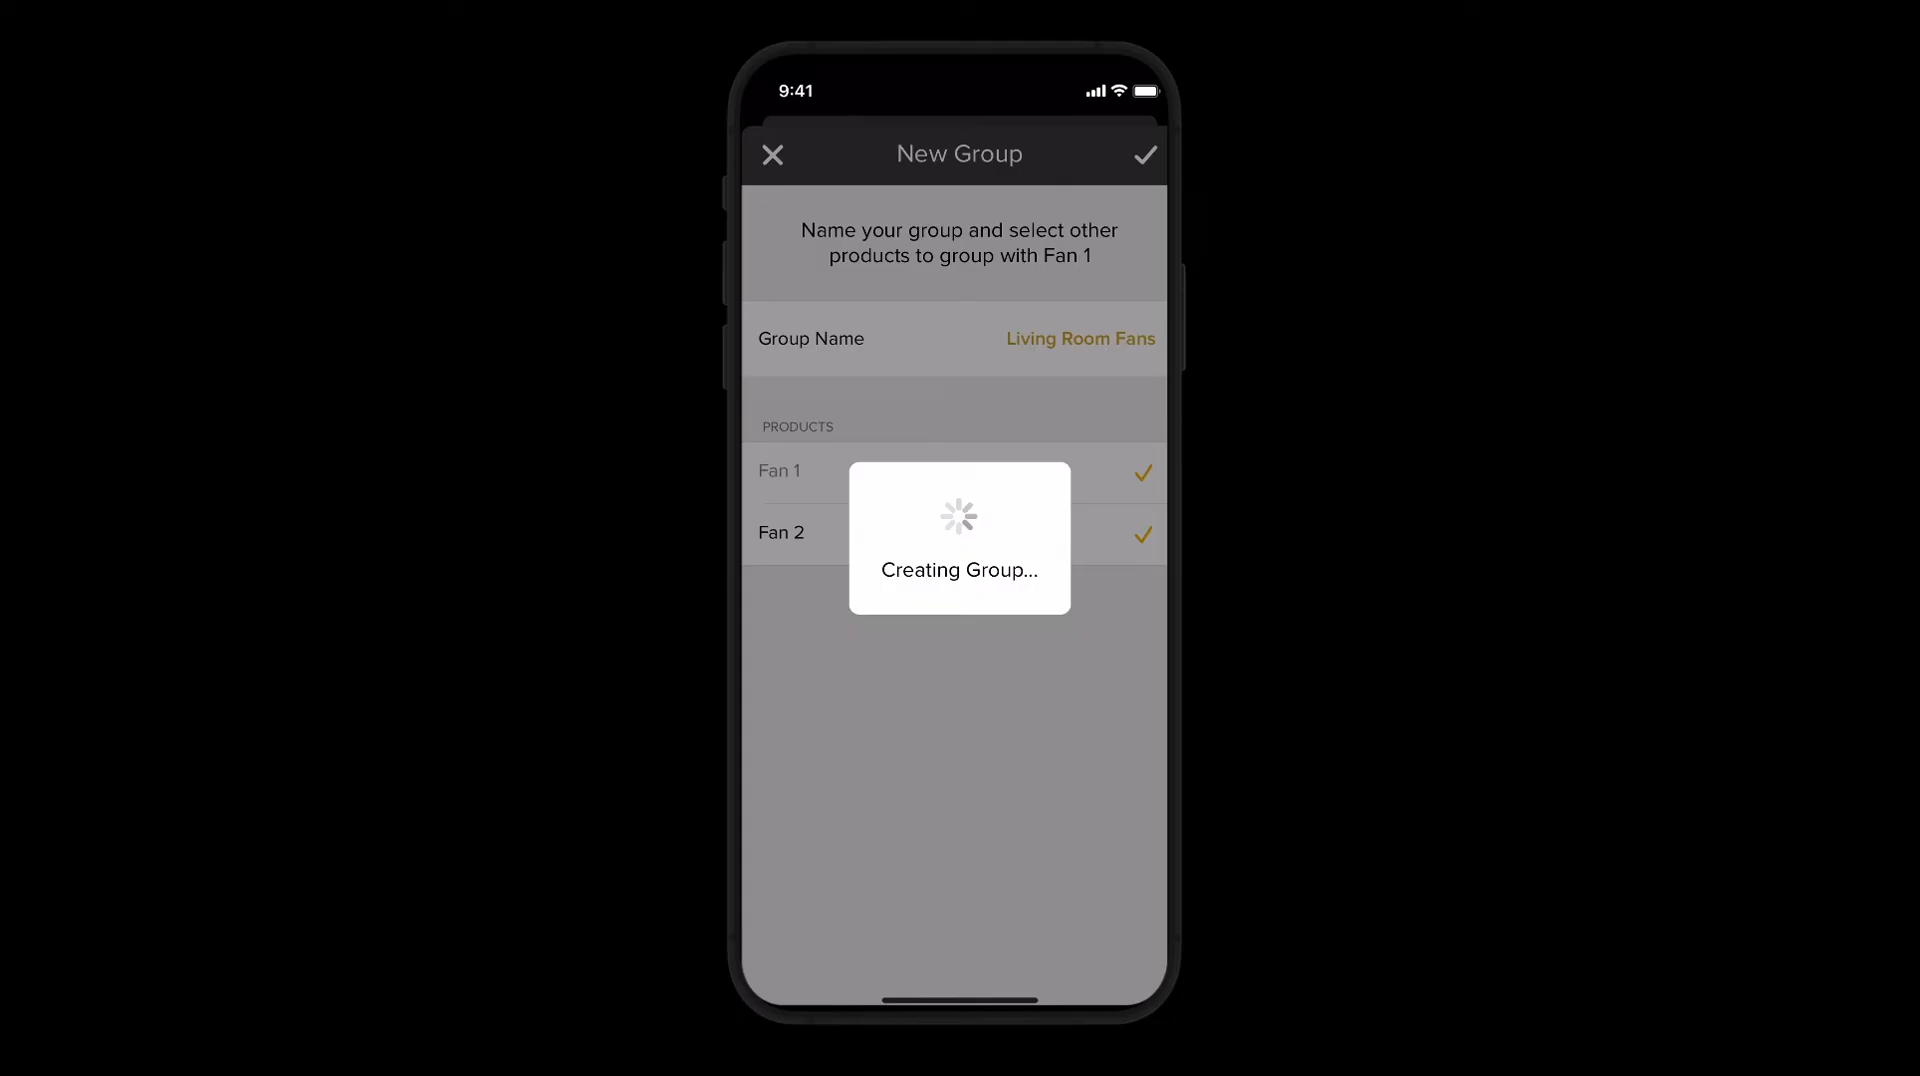 9:41
New Group
Name your group and select other
products to group with Fan 1
Group Name Living Room Fans
PRODUCTS
Fan 1
Fan 2
Creating Group...